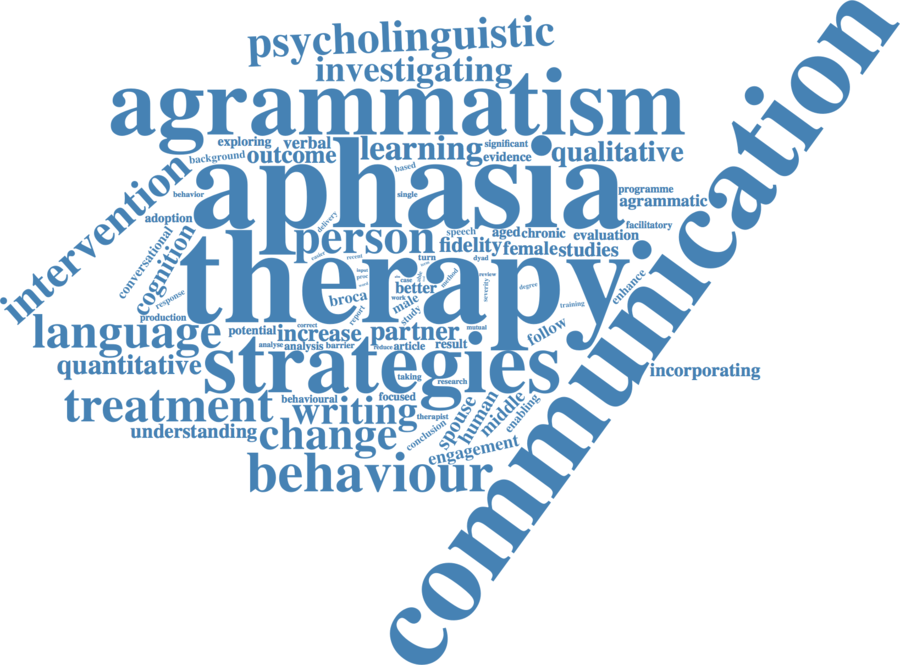 psycholinguistic
investigating
agrammatism
communication
exploring
verbal
learning
significant
background
outcome
evidence
qualitative
intervention
aphasia
based
behavior
single
programme
agrammatic
adoption
delivery
facilitatory
conversational
cognition
person
speech
aged
chronic
evaluation
fidelity
female
studies
therapy
easier
recent
turn
dyad
input
case
better
method
review
severity
degree
enhance
response
broca
work
male
study
report
training
production
language
potential
correct
increase
partner
mutual
follow
analyse
analysis
barrier
reduce
article
result
quantitative
strategies
taking
research
incorporating
treatment
behavioural
focused
writing
therapist
spouse
human
middle
enabling
understanding
change
conclusion
engagement
behaviour